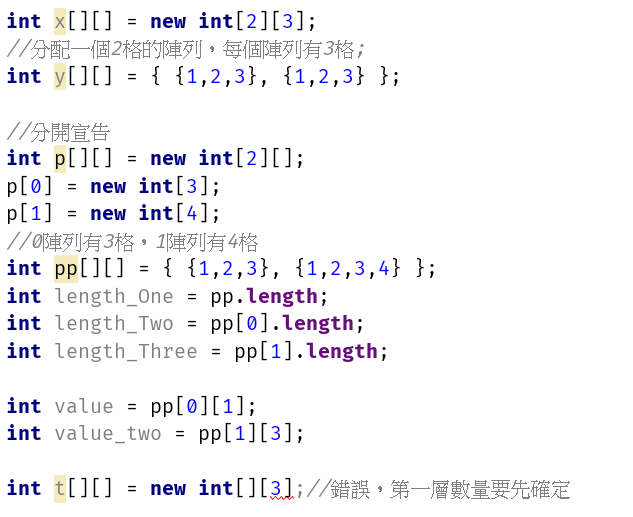 int x[][] = new int[2][3];
//分配一個2格的陣列，每個陣列有3格;
int y[][] = { {1,2,3}, {1,2,3} };
//分開宣告
int p[][] = new int[2][];
p[0] = new int[3];
p[1] = new int[4];
//0陣列有3格，1陣列有4格
int pp[][] = { {1,2,3}, {1,2,3,4} };
int length_One = pp.length;
int length_Two = pp[0].length;
int length_Three = pp[1].length;
int value = pp[0][1];
int value_two = pp[1][3];
int t[][] = new int[][3];//錯誤，第一層數量要先確定